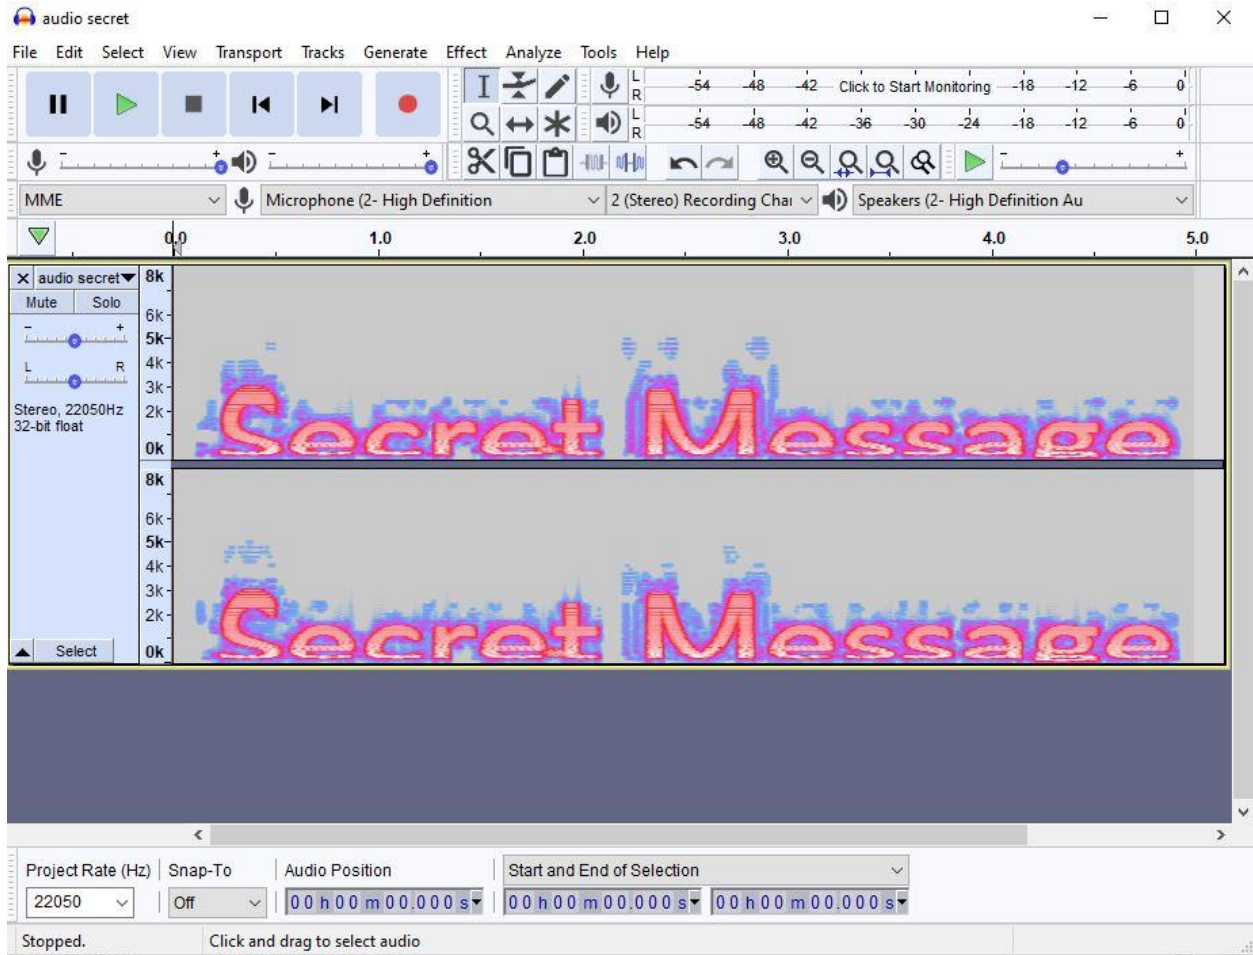 audio secret
File Edit Select View Transport Tracks Generate Effect Analyze Tools Help
L
R
-54 -48 -42 Click to Start Monitoring -18 -12 -6 0
L
R
-54 -48 -42 -36 -30 -24 -18 -12 -6 0
- +
- +
- +
MME
Microphone (2- High Definition
2 (Stereo) Recording Chai
Speakers (2- High Definition Au
0.0 1.0 2.0 3.0 4.0 5.0
audio secret
Mute Solo
- +
L R
Stereo, 22050Hz
32-bit float
Select
8k
6k
5k
4k
3k
2k
0k
Secret Message
8k
6k
5k
4k
3k
2k
0k
Secret Message
Project Rate (Hz) Snap-To Audio Position Start and End of Selection
22050 Off 00 h 00 m 00.000 s 00 h 00 m 00.000 s 00 h 00 m 00.000 s
Stopped. Click and drag to select audio